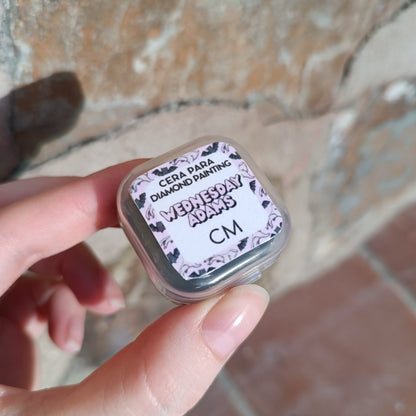 CERA PARA
DIAMOND PAINTING
WEDNESDAY
ADAMS
CM